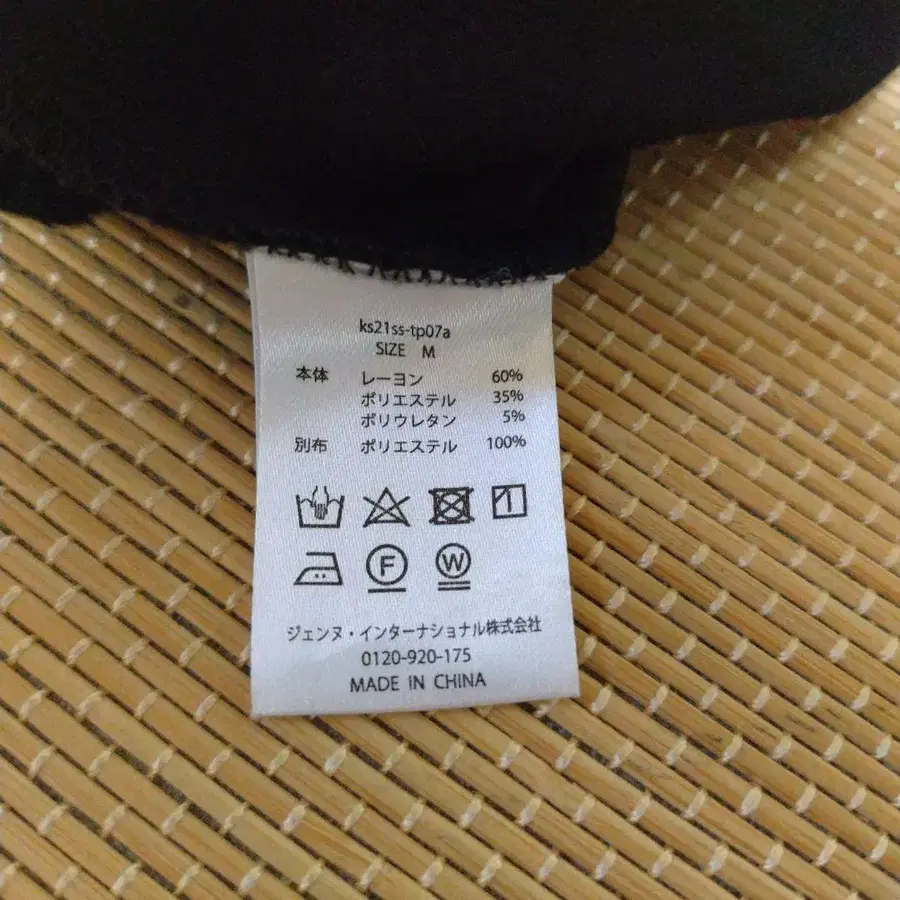 ks21ss-tp07a
SIZE M
本体 レーヨン 60%
ポリエステル 35%
ポリウレタン 5%
別布 ポリエステル 100%
F W
ジェンヌ・インターナショナル株式会社
0120-920-175
MADE IN CHINA